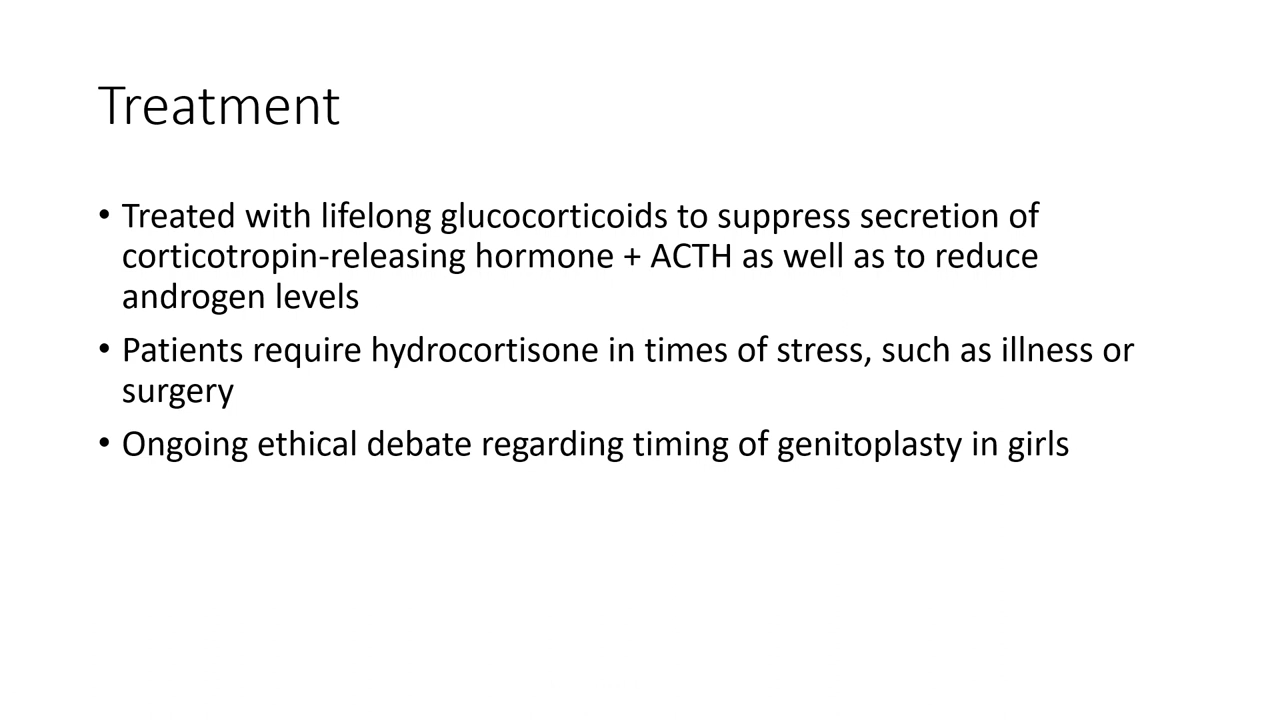 Treatment
• Treated with lifelong glucocorticoids to suppress secretion of
corticotropin-releasing hormone + ACTH as well as to reduce
androgen levels
• Patients require hydrocortisone in times of stress, such as illness or
surgery
• Ongoing ethical debate regarding timing of genitoplasty in girls